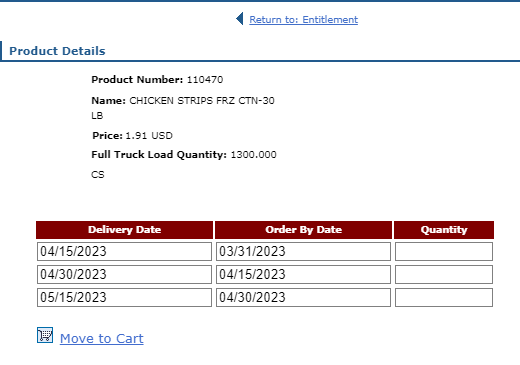 Return to: Entitlement
Product Details
Product Number: 110470
Name: CHICKEN STRIPS FRZ CTN-30
LB
Price: 1.91 USD
Full Truck Load Quantity: 1300.000
CS
Delivery Date Order By Date Quantity
04/15/2023 03/31/2023
04/30/2023 04/15/2023
05/15/2023 04/30/2023
Move to Cart